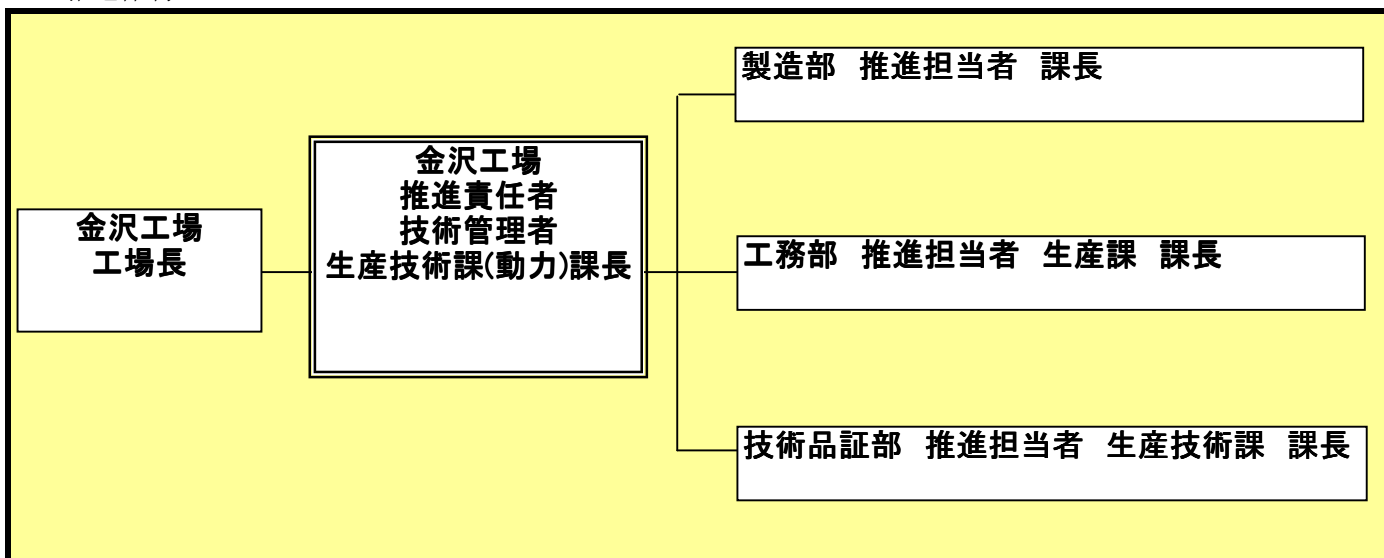 金沢工場
工場長
金沢工場
推進責任者
技術管理者
生産技術課(動力)課長
製造部　推進担当者　課長
工務部　推進担当者　生産課　課長
技術品証部　推進担当者　生産技術課　課長